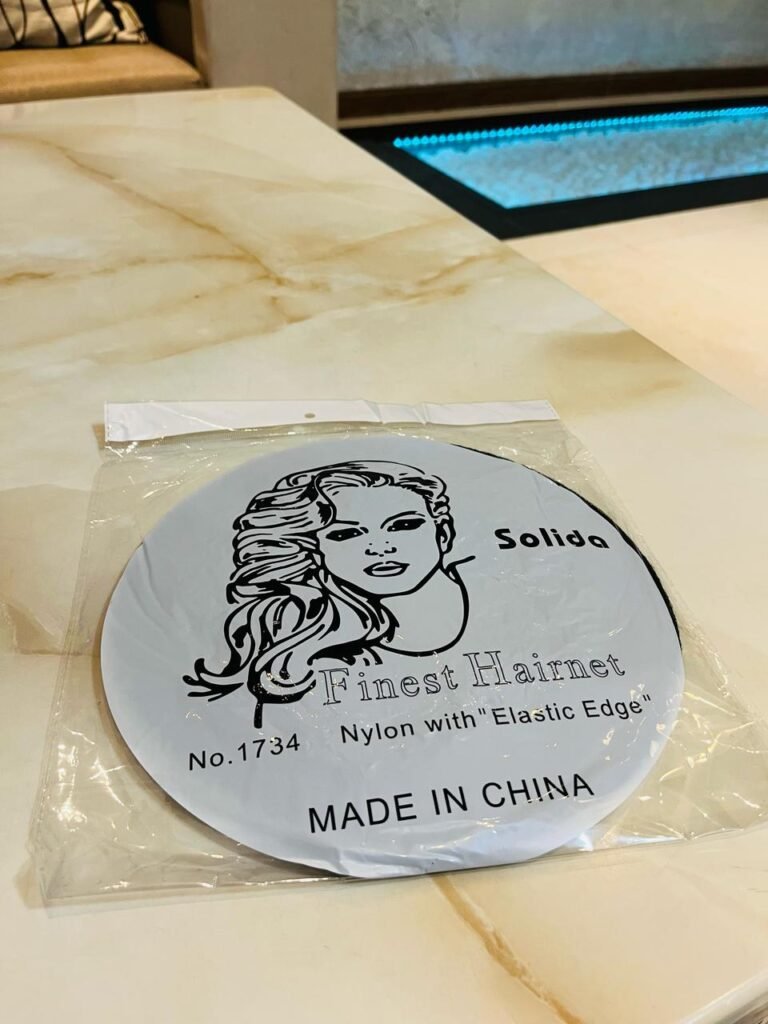 Solida
Finest Hairnet
No.1734 Nylon with "Elastic Edge"
MADE IN CHINA